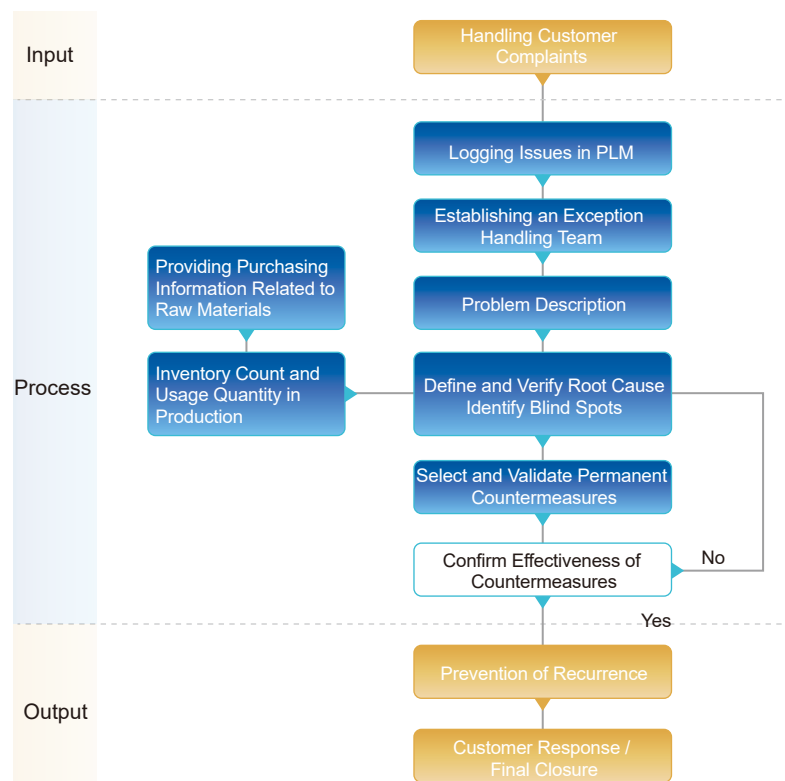 Input
Handling Customer
Complaints
Process
Logging Issues in PLM
Establishing an Exception
Handling Team
Providing Purchasing
Information Related to
Raw Materials
Problem Description
Inventory Count and
Usage Quantity in
Production
Define and Verify Root Cause
Identify Blind Spots
Select and Validate Permanent
Countermeasures
Confirm Effectiveness of
Countermeasures
No
Yes
Output
Prevention of Recurrence
Customer Response /
Final Closure